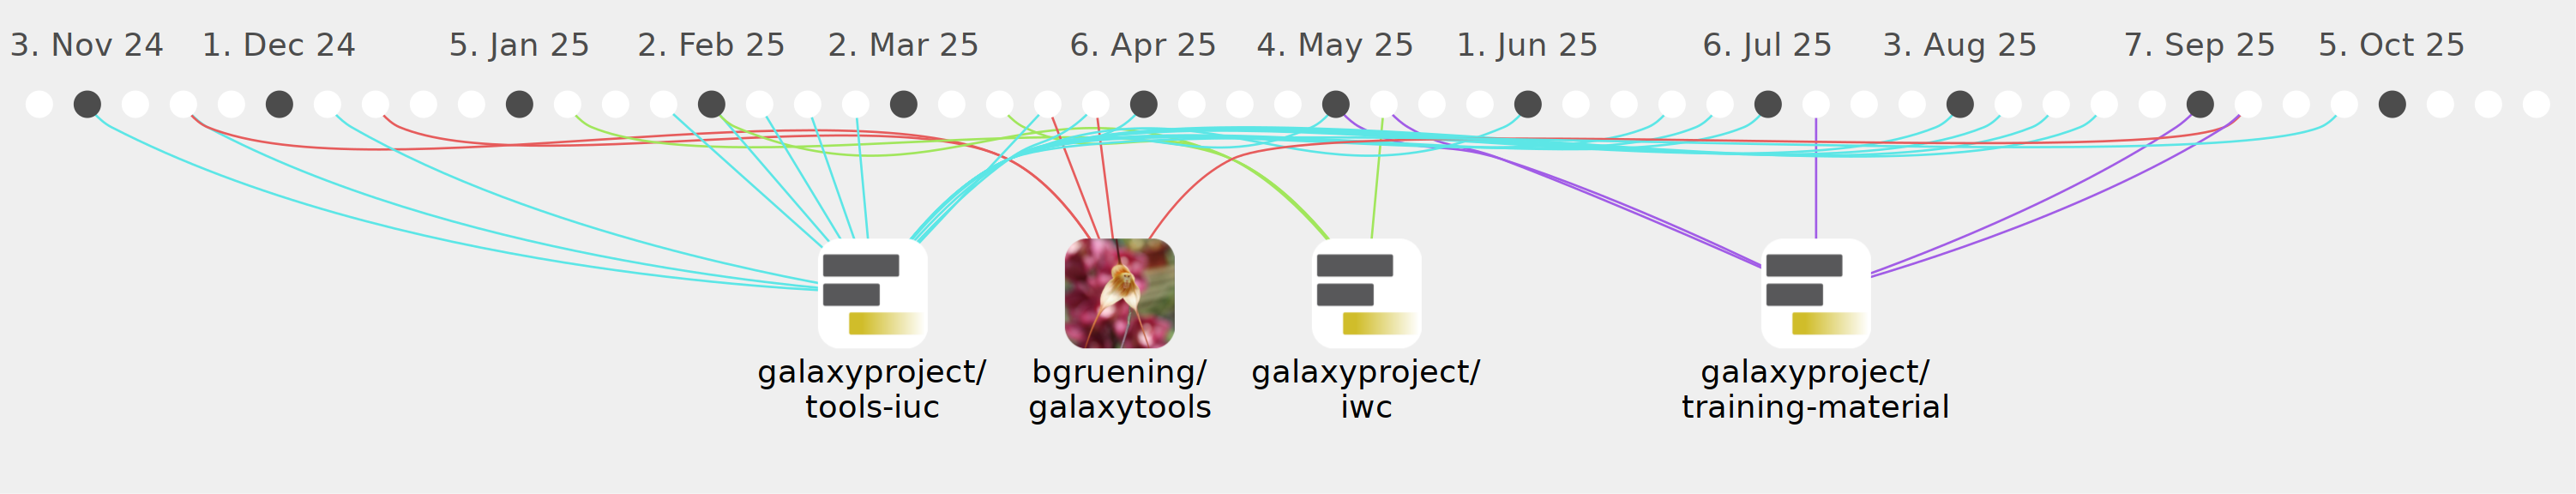 3. Nov 24 1. Dec 24 5. Jan 25 2. Feb 25 2. Mar 25 6. Apr 25 4. May 25 1. Jun 25 6. Jul 25 3. Aug 25 7. Sep 25 5. Oct 25
galaxyproject/ bgruening/ galaxyproject/ galaxyproject/
tools-iuc galaxytools iwc training-material